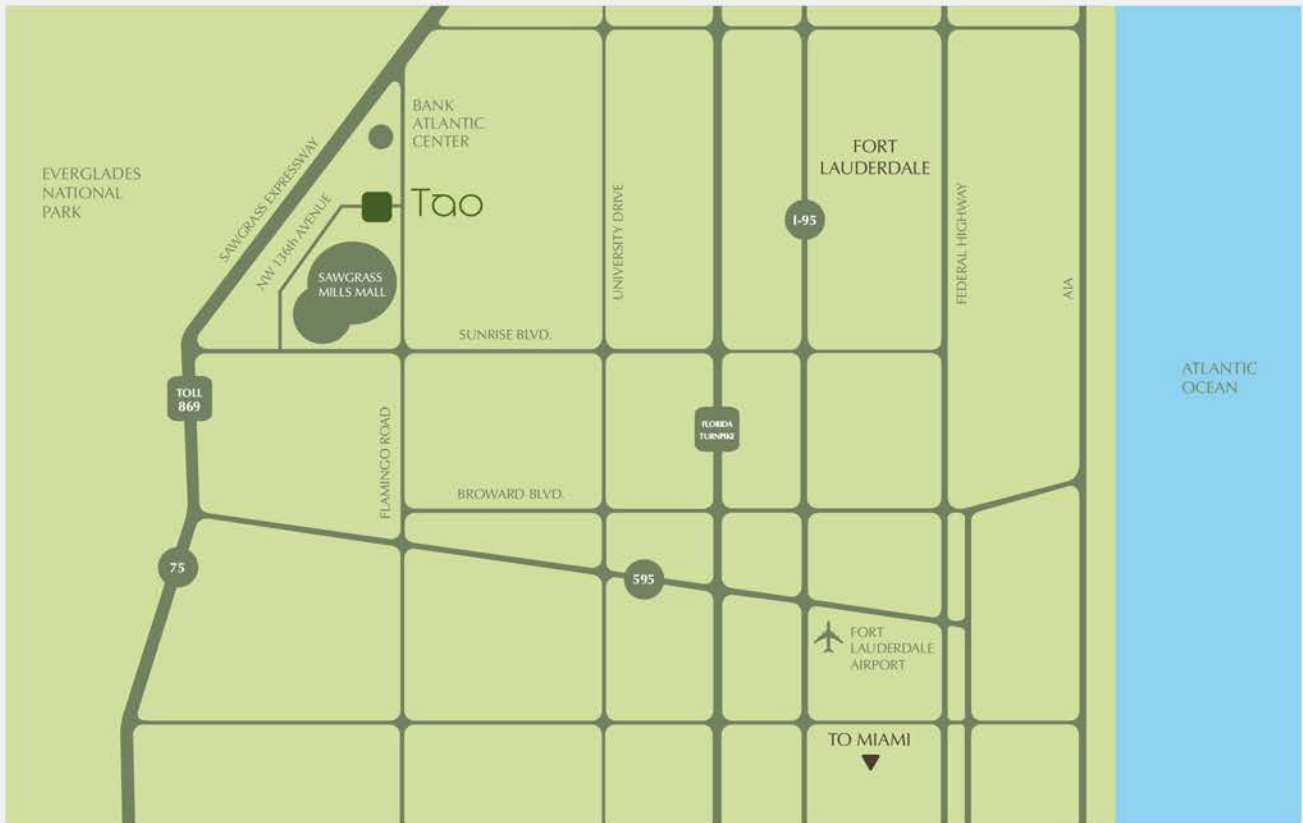 BANK
ATLANTIC
CENTER
EVERGLADES
NATIONAL
PARK
SAWGRASS EXPRESSWAY
NW 136th AVENUE
Tao
SAWGRASS
MILLS MALL
UNIVERSITY DRIVE
FORT
LAUDERDALE
I-95
FEDERAL HIGHWAY
A1A
SUNRISE BLVD.
ATLANTIC
OCEAN
TOLL
869
FLAMINGO ROAD
FLORIDA
TURNPIKE
BROWARD BLVD.
75
595
FORT
LAUDERDALE
AIRPORT
TO MIAMI